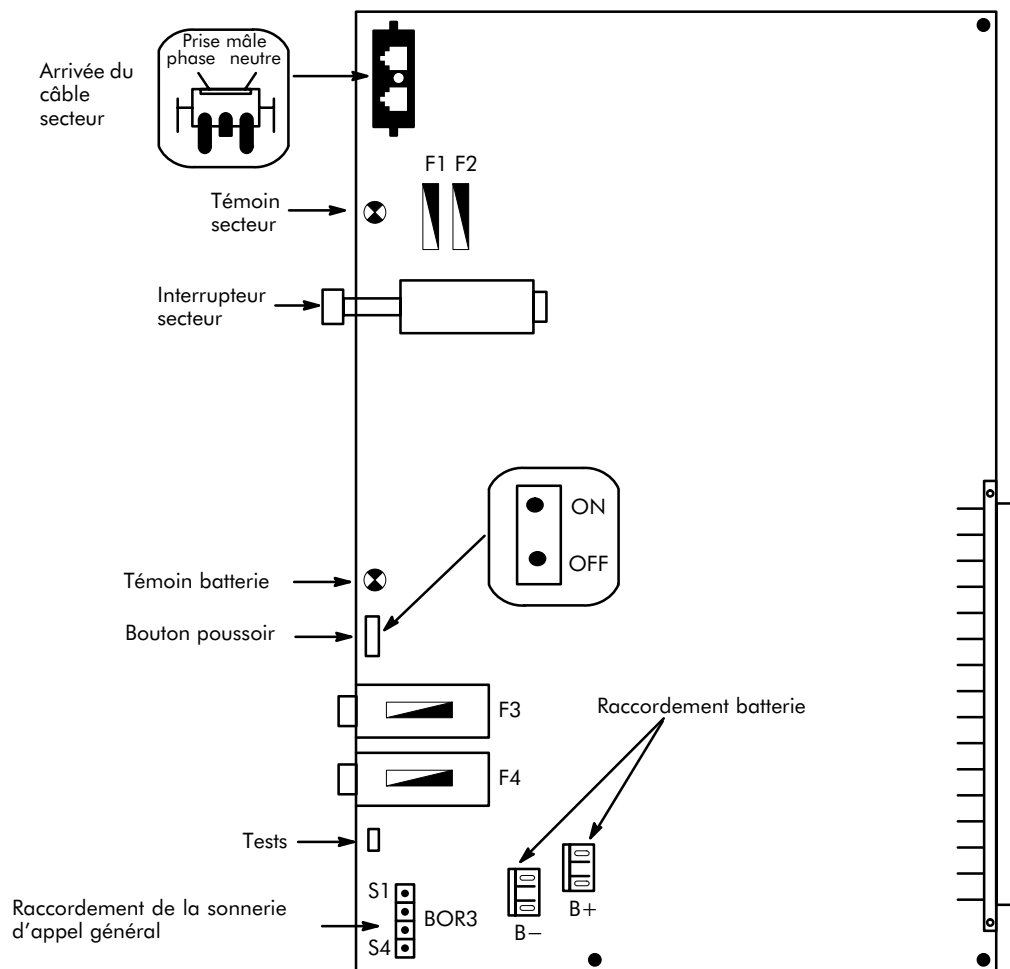 Prise mâle
phase neutre
Arrivée du
câble
secteur
F1 F2
Témoin
secteur
Interrupteur
secteur
ON
OFF
Témoin batterie
Bouton poussoir
F3
Raccordement batterie
F4
Tests
S1
BOR3
S4
Raccordement de la sonnerie
d'appel général
B+
B−